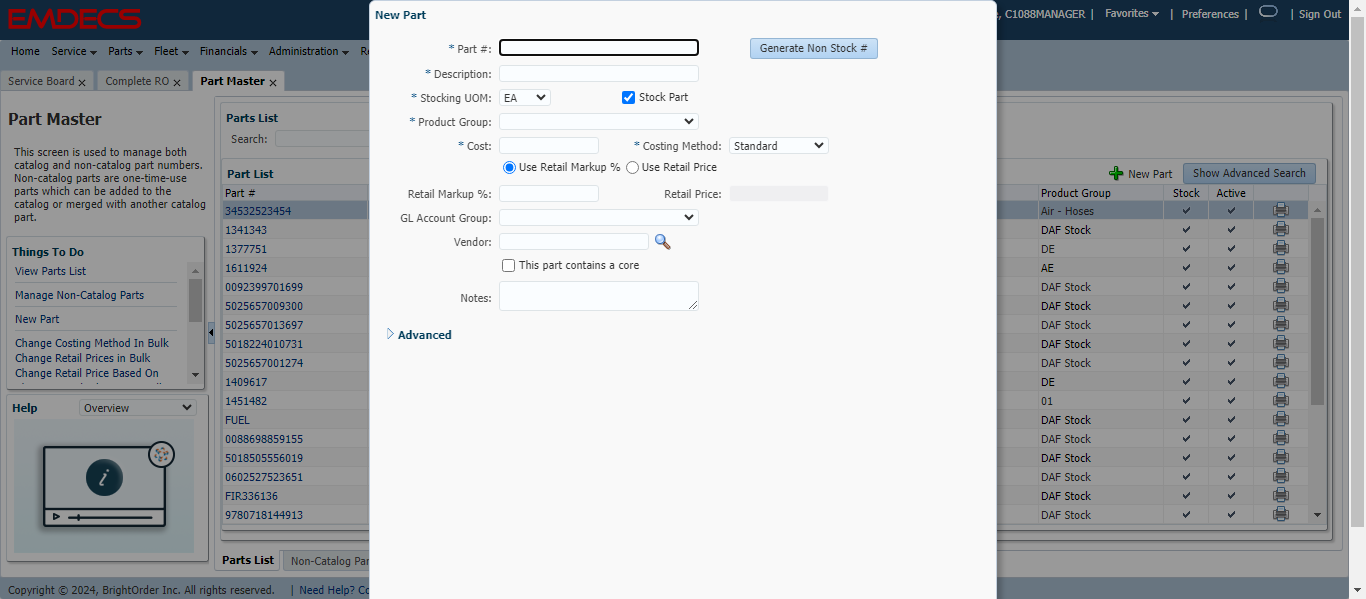 EMDECS
, C1088MANAGER | Favorites | Preferences | | Sign Out
Home Service Parts Fleet Financials Administration
Service Board x Complete RO x Part Master x
Part Master
This screen is used to manage both
catalog and non-catalog part numbers.
Non-catalog parts are one-time-use
parts which can be added to the
catalog or merged with another catalog
part.
Things To Do
View Parts List
Manage Non-Catalog Parts
New Part
Change Costing Method In Bulk
Change Retail Prices in Bulk
Change Retail Price Based On
Help Overview
i
Parts List
Search:
Part List
Part #
34532523454
1341343
1377751
1611924
0092399701699
5025657009300
5025657013697
5018224010731
5025657001274
1409617
1451482
FUEL
0088698859155
5018505556019
0602527523651
FIR336136
9780718144913
Parts List Non-Catalog Par
New Part
* Part #: Generate Non Stock #
* Description:
* Stocking UOM: EA Stock Part
* Product Group:
* Cost: * Costing Method: Standard
Use Retail Markup % Use Retail Price
Retail Markup %: Retail Price:
GL Account Group:
Vendor:
This part contains a core
Notes:
Advanced
New Part Show Advanced Search
Product Group Stock Active
Air - Hoses
DAF Stock
DE
AE
DAF Stock
DAF Stock
DAF Stock
DAF Stock
DAF Stock
DE
01
DAF Stock
DAF Stock
DAF Stock
DAF Stock
DAF Stock
DAF Stock
Copyright © 2024, BrightOrder Inc. All rights reserved. | Need Help? Co